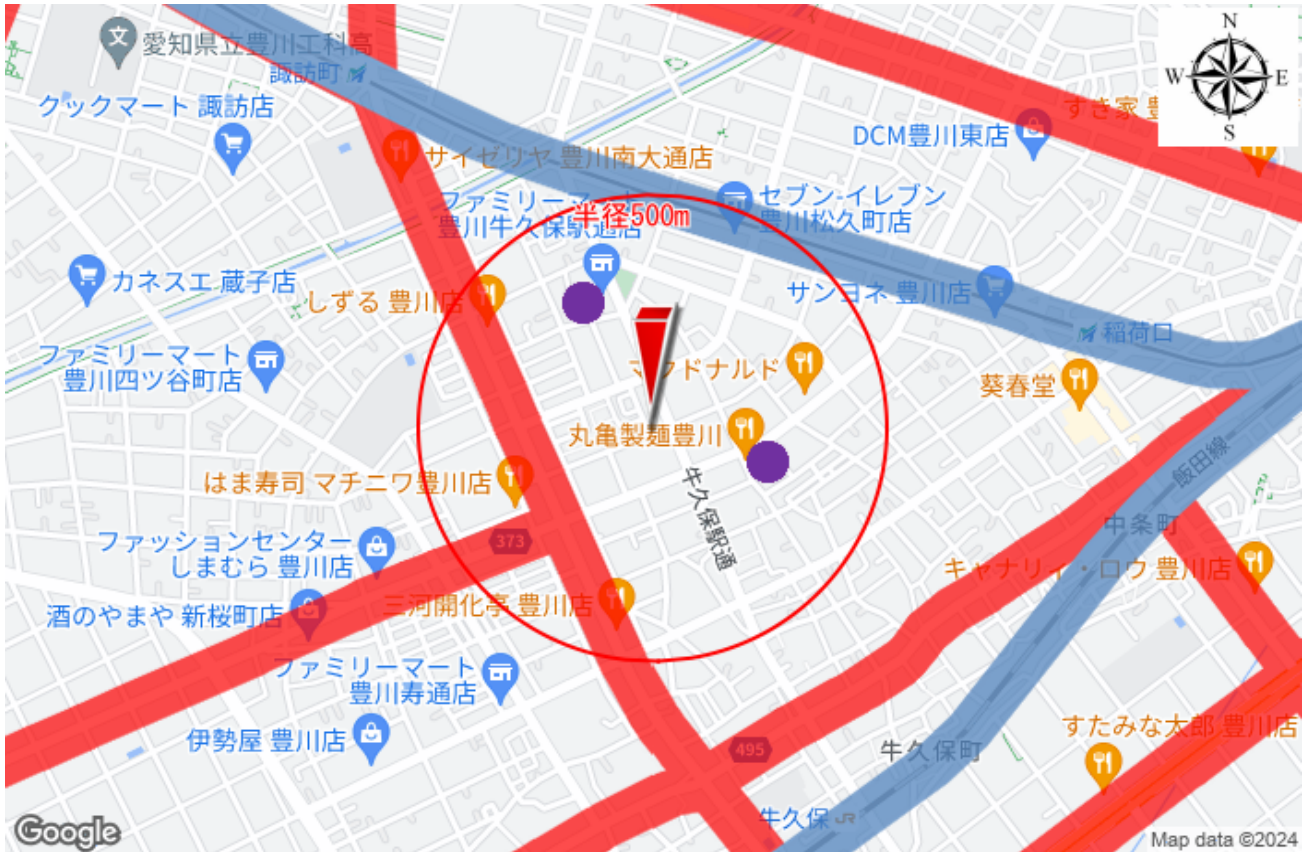 愛知県立豊川工科高
諏訪町
クックマート 諏訪店
N
W
E
S
すき家 豊
DCM豊川東店
サイゼリヤ 豊川南大通店
ファミリーマート
豊川牛久保駅通店
半径500m
セブン-イレブン
豊川松久町店
カネスエ 蔵子店
しずる 豊川店
サンヨネ 豊川店
稲荷口
ファミリーマート
豊川四ツ谷町店
マクドナルド
葵春堂
丸亀製麺豊川
はま寿司 マチニワ豊川店
牛久保駅通
飯田線
中条町
373
ファッションセンター
しまむら 豊川店
キャナリィ・ロウ 豊川店
酒のやまや 新桜町店
三河開化亭 豊川店
ファミリーマート
豊川寿通店
伊勢屋 豊川店
495
牛久保町
すたみな太郎 豊川店
牛久保 JR
Google
Map data ©2024